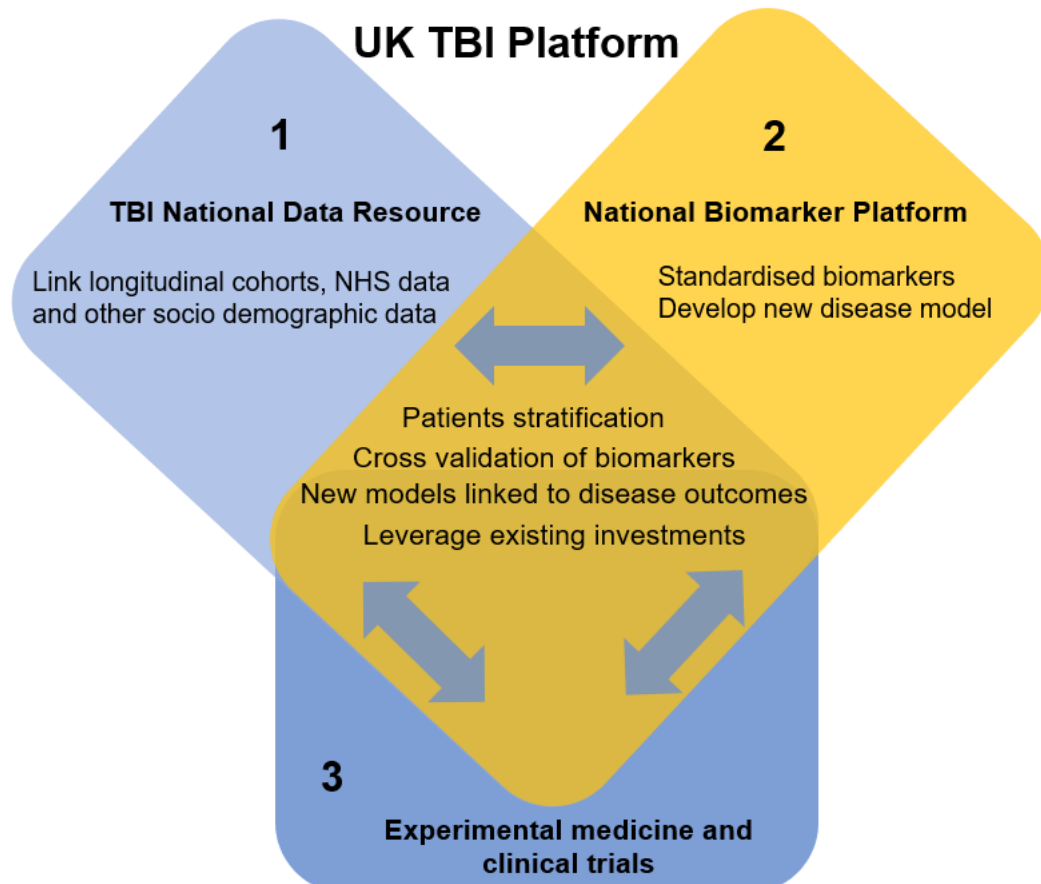 UK TBI Platform
1
TBI National Data Resource
Link longitudinal cohorts, NHS data
and other socio demographic data
2
National Biomarker Platform
Standardised biomarkers
Develop new disease model
Patients stratification
Cross validation of biomarkers
New models linked to disease outcomes
Leverage existing investments
3
Experimental medicine and
clinical trials